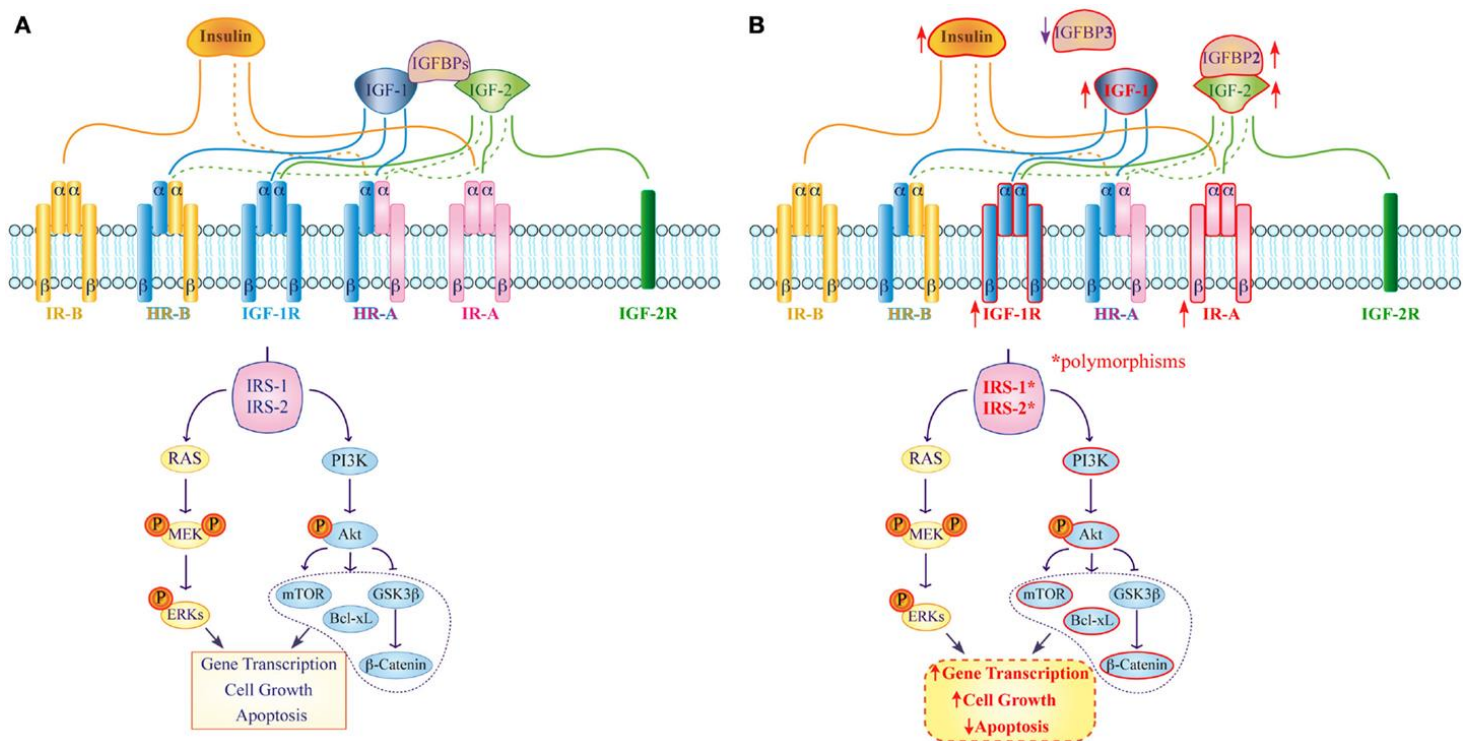 A
Insulin
IGFBPs
IGF-1
IGF-2
α α
α α
α α
α α
α α
β β
β β
β β
β β
β β
IR-B
HR-B
IGF-1R
HR-A
IR-A
IGF-2R
IRS-1
IRS-2
RAS
PI3K
P MEK P
P Akt
P ERKs
mTOR
GSK3β
Bcl-xL
β-Catenin
Gene Transcription
Cell Growth
Apoptosis
B
↑ Insulin
↓ IGFBP3
IGFBP2 ↑
↑ IGF-1
IGF-2 ↑
α α
α α
α α
α α
α α
β β
β β
β β
β β
β β
IR-B
HR-B
↑ IGF-1R
HR-A
↑ IR-A
IGF-2R
*polymorphisms
IRS-1*
IRS-2*
RAS
PI3K
P MEK P
P Akt
P ERKs
mTOR
GSK3β
Bcl-xL
β-Catenin
↑Gene Transcription
↑Cell Growth
↓Apoptosis